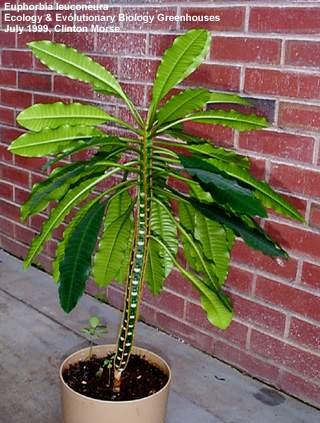 Euphorbia leuconeura
Ecology & Evolutionary Biology Greenhouses
July 1999, Clinton Morse